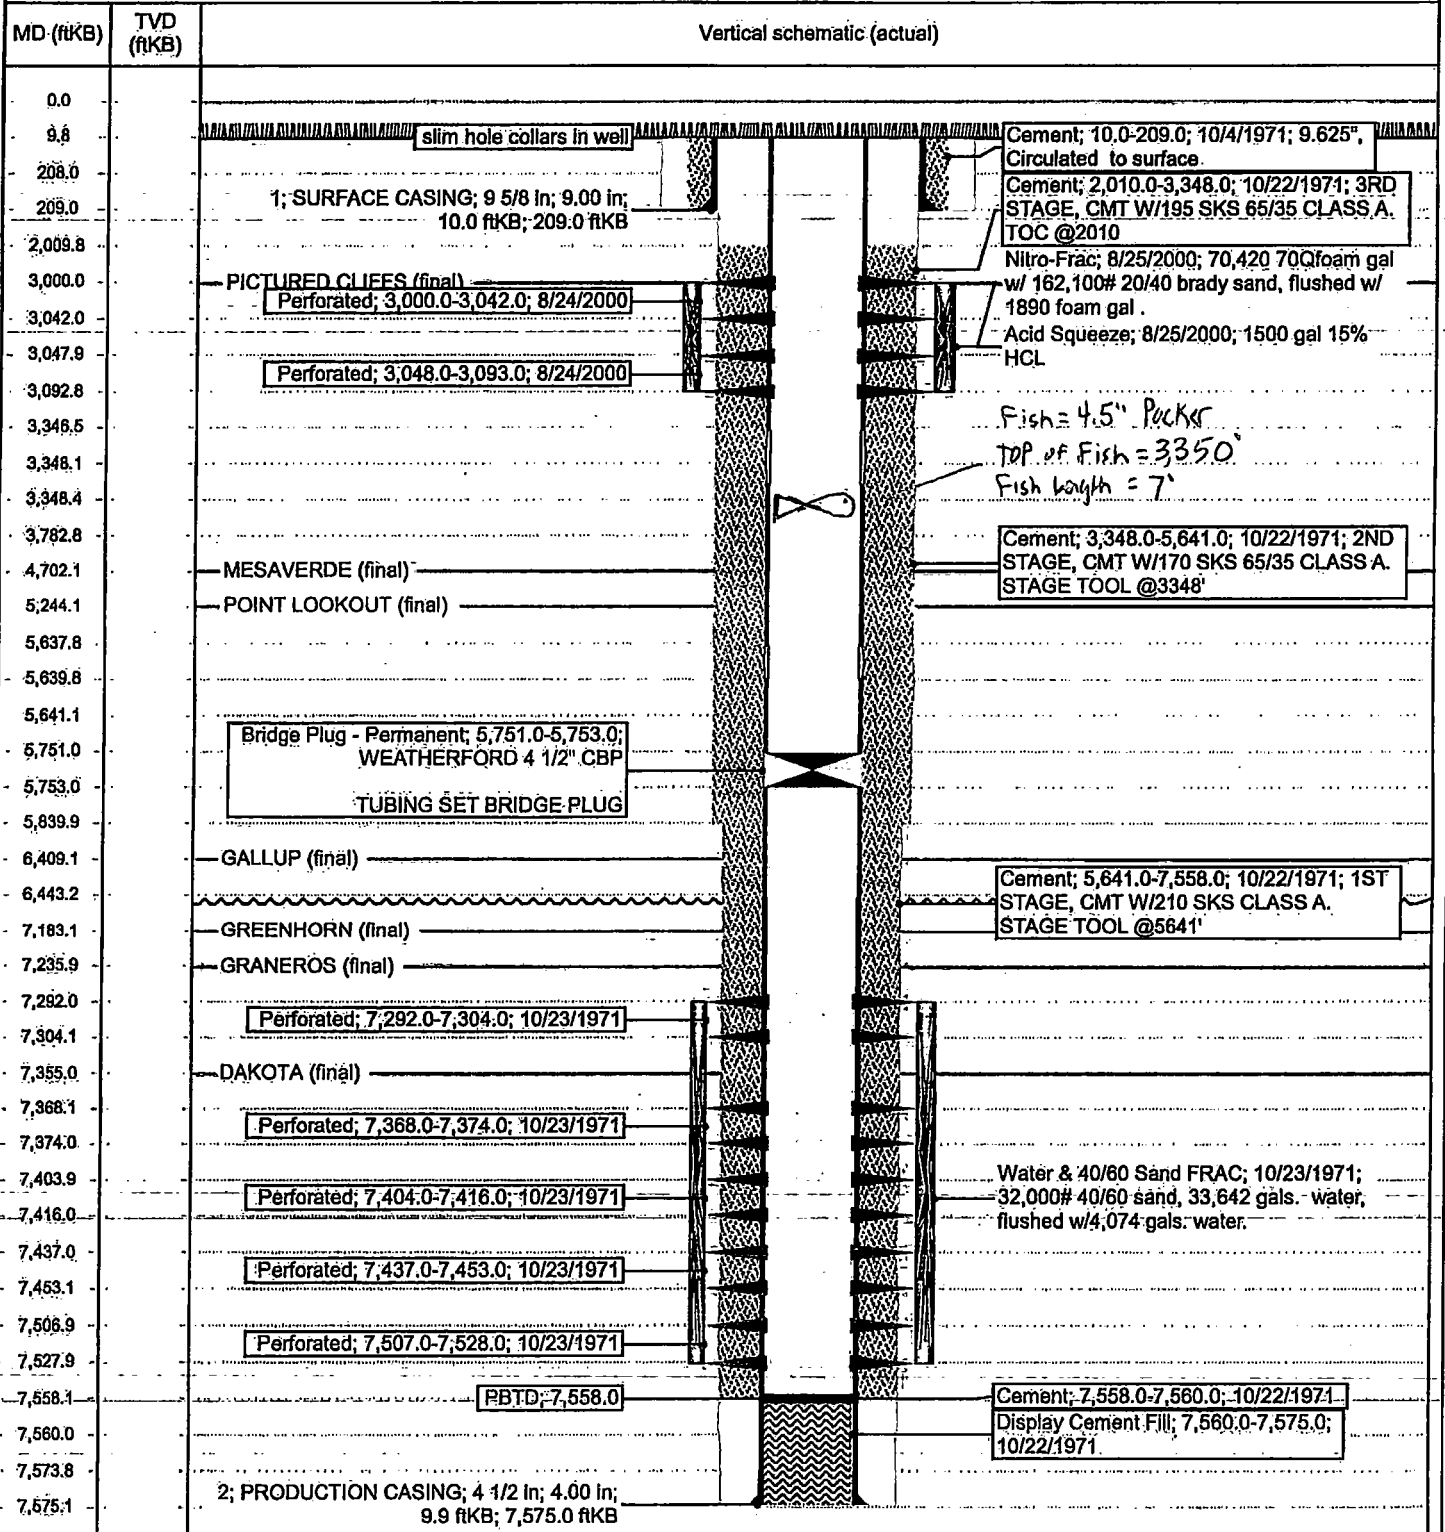 MD (ftKB)
TVD
(ftKB)
Vertical schematic (actual)
0.0
9.8
208.0
209.0
2,009.8
3,000.0
3,042.0
3,047.9
3,092.8
3,346.5
3,348.1
3,348.4
3,782.8
4,702.1
5,244.1
5,637.8
5,639.8
5,641.1
5,751.0
5,753.0
5,839.9
6,409.1
6,443.2
7,183.1
7,235.9
7,292.0
7,304.1
7,355.0
7,368.1
7,374.0
7,403.9
7,416.0
7,437.0
7,453.1
7,506.9
7,527.9
7,558.1
7,560.0
7,573.8
7,575.1
slim hole collars in well
1; SURFACE CASING; 9 5/8 in; 9.00 in;
10.0 ftKB; 209.0 ftKB
PICTURED CLIFFS (final)
Perforated; 3,000.0-3,042.0; 8/24/2000
Perforated; 3,048.0-3,093.0; 8/24/2000
MESAVERDE (final)
POINT LOOKOUT (final)
Bridge Plug - Permanent; 5,751.0-5,753.0;
WEATHERFORD 4 1/2" CBP
TUBING SET BRIDGE PLUG
GALLUP (final)
GREENHORN (final)
GRANEROS (final)
Perforated; 7,292.0-7,304.0; 10/23/1971
DAKOTA (final)
Perforated; 7,368.0-7,374.0; 10/23/1971
Perforated; 7,404.0-7,416.0; 10/23/1971
Perforated; 7,437.0-7,453.0; 10/23/1971
Perforated; 7,507.0-7,528.0; 10/23/1971
PBTD; 7,558.0
2; PRODUCTION CASING; 4 1/2 in; 4.00 in;
9.9 ftKB; 7,575.0 ftKB
Cement; 10.0-209.0; 10/4/1971; 9.625",
Circulated to surface.
Cement; 2,010.0-3,348.0; 10/22/1971; 3RD
STAGE, CMT W/195 SKS 65/35 CLASS A.
TOC @2010
Nitro-Frac; 8/25/2000; 70,420 70Qfoam gal
w/ 162,100# 20/40 brady sand, flushed w/
1890 foam gal .
Acid Squeeze; 8/25/2000; 1500 gal 15%
HCL
Fish = 4.5" Packer
TOP of Fish = 3,350'
Fish Length = 7'
Cement; 3,348.0-5,641.0; 10/22/1971; 2ND
STAGE, CMT W/170 SKS 65/35 CLASS A.
STAGE TOOL @3348'
Cement; 5,641.0-7,558.0; 10/22/1971; 1ST
STAGE, CMT W/210 SKS CLASS A.
STAGE TOOL @5641'
Water & 40/60 Sand FRAC; 10/23/1971;
32,000# 40/60 sand, 33,642 gals. water,
flushed w/4,074 gals. water.
Cement; 7,558.0-7,560.0; 10/22/1971
Display Cement Fill; 7,560.0-7,575.0;
10/22/1971